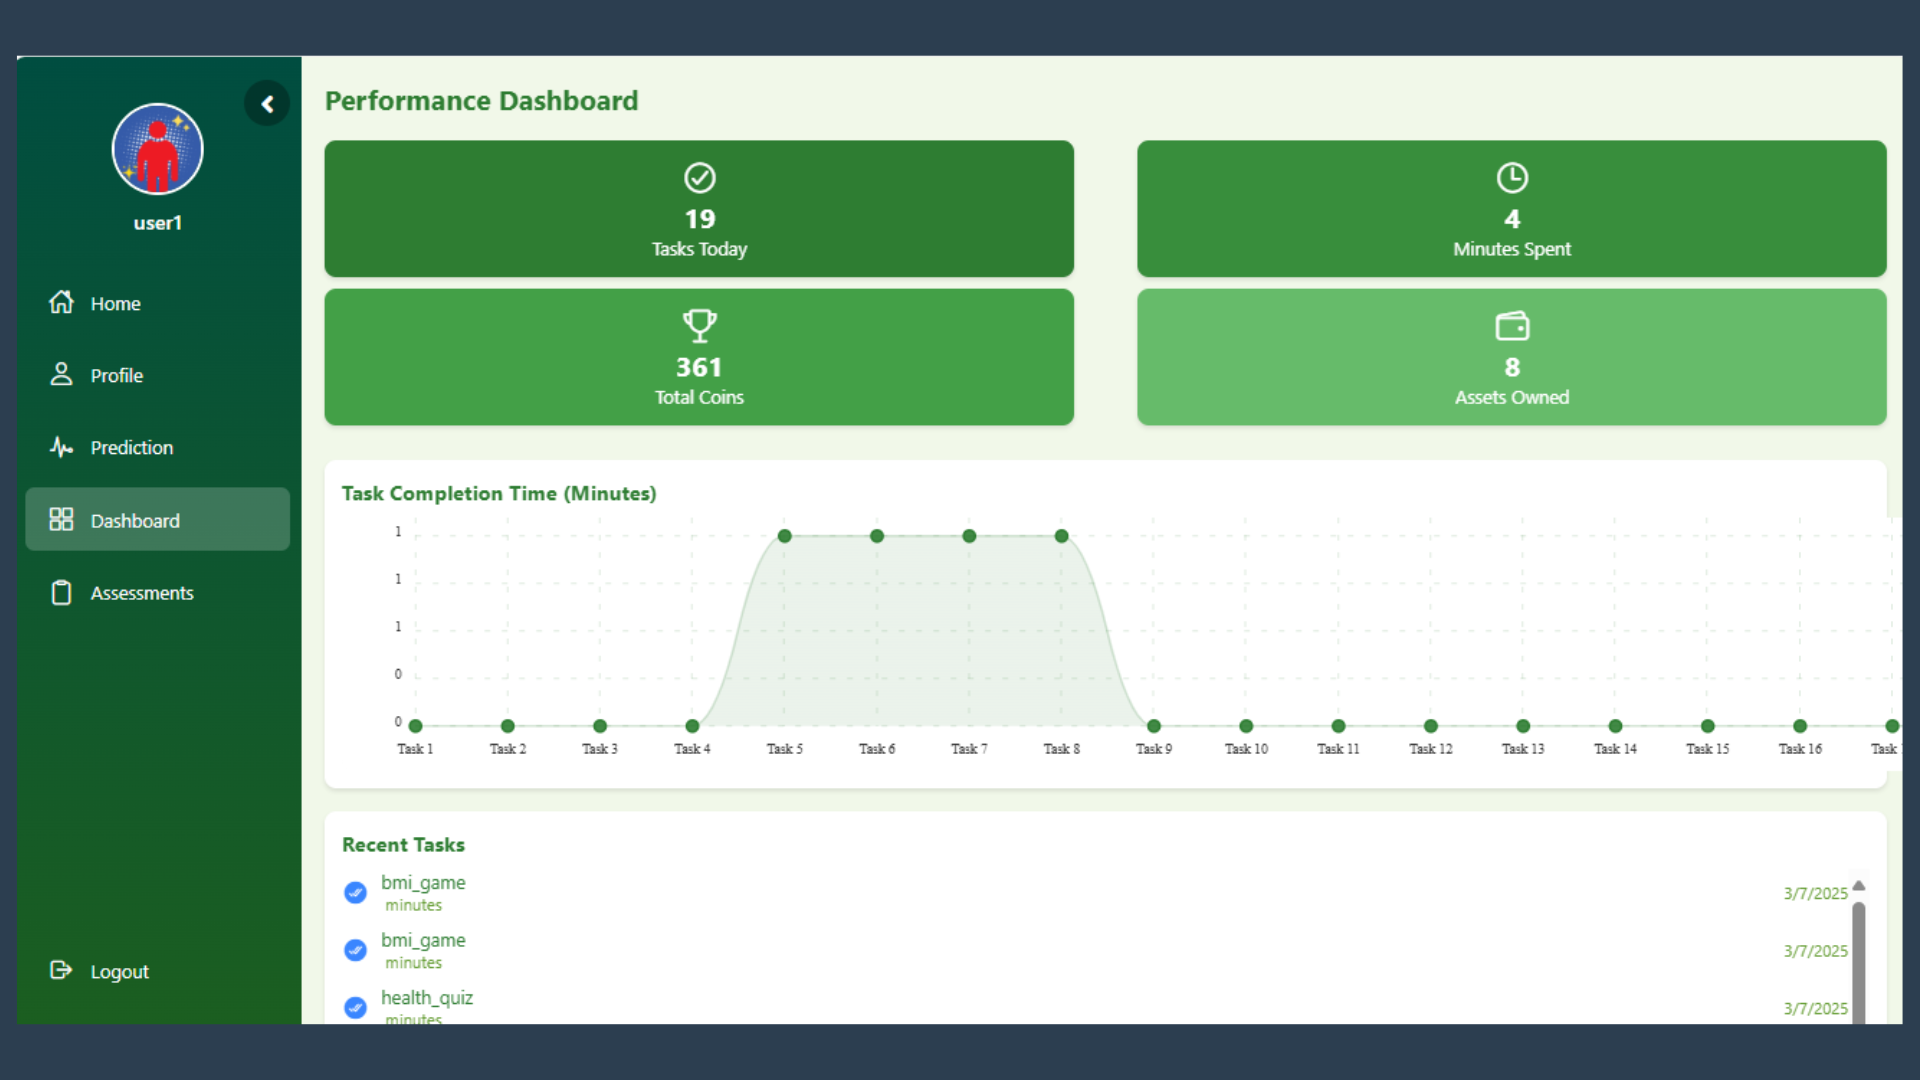 user1
Home
Profile
Prediction
Dashboard
Assessments
Logout
Performance Dashboard
19
Tasks Today
4
Minutes Spent
361
Total Coins
8
Assets Owned
Task Completion Time (Minutes)
1
1
1
0
0
Task 1 Task 2 Task 3 Task 4 Task 5 Task 6 Task 7 Task 8 Task 9 Task 10 Task 11 Task 12 Task 13 Task 14 Task 15 Task 16 Task
Recent Tasks
bmi_game
minutes
3/7/2025
bmi_game
minutes
3/7/2025
health_quiz
minutes
3/7/2025